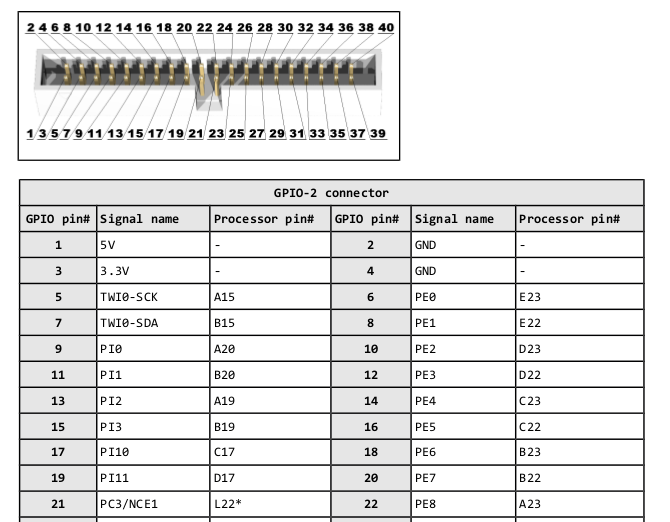 2 4 6 8 10 12 14 16 18 20 22 24 26 28 30 32 34 36 38 40
1 3 5 7 9 11 13 15 17 19 21 23 25 27 29 31 33 35 37 39
GPIO-2 connector
GPIO pin# Signal name Processor pin# GPIO pin# Signal name Processor pin#
1 5V - 2 GND -
3 3.3V - 4 GND -
5 TWI0-SCK A15 6 PE0 E23
7 TWI0-SDA B15 8 PE1 E22
9 PI0 A20 10 PE2 D23
11 PI1 B20 12 PE3 D22
13 PI2 A19 14 PE4 C23
15 PI3 B19 16 PE5 C22
17 PI10 C17 18 PE6 B23
19 PI11 D17 20 PE7 B22
21 PC3/NCE1 L22* 22 PE8 A23